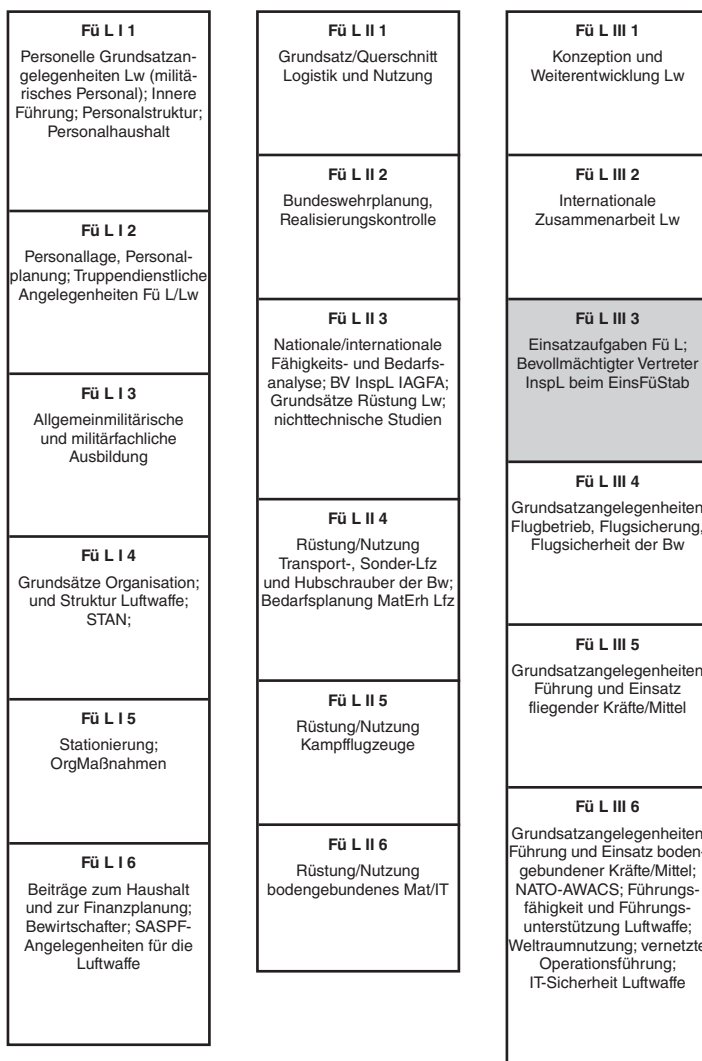 Fü L I 1
Personelle Grundsatzan-
gelegenheiten Lw (militä-
risches Personal); Innere
Führung; Personalstruktur;
Personalhaushalt
Fü L I 2
Personallage, Personal-
planung; Truppendienstliche
Angelegenheiten Fü L/Lw
Fü L I 3
Allgemeinmilitärische
und militärfachliche
Ausbildung
Fü L I 4
Grundsätze Organisation;
und Struktur Luftwaffe;
STAN;
Fü L I 5
Stationierung;
OrgMaßnahmen
Fü L I 6
Beiträge zum Haushalt
und zur Finanzplanung;
Bewirtschafter; SASPF-
Angelegenheiten für die
Luftwaffe
Fü L II 1
Grundsatz/Querschnitt
Logistik und Nutzung
Fü L II 2
Bundeswehrplanung,
Realisierungskontrolle
Fü L II 3
Nationale/internationale
Fähigkeits- und Bedarfs-
analyse; BV InspL IAGFA;
Grundsätze Rüstung Lw;
nichttechnische Studien
Fü L II 4
Rüstung/Nutzung
Transport-, Sonder-Lfz
und Hubschrauber der Bw;
Bedarfsplanung MatErh Lfz
Fü L II 5
Rüstung/Nutzung
Kampfflugzeuge
Fü L II 6
Rüstung/Nutzung
bodengebundenes Mat/IT
Fü L III 1
Konzeption und
Weiterentwicklung Lw
Fü L III 2
Internationale
Zusammenarbeit Lw
Fü L III 3
Einsatzaufgaben Fü L;
Bevollmächtigter Vertreter
InspL beim EinsFüStab
Fü L III 4
Grundsatzangelegenheiten
Flugbetrieb, Flugsicherung,
Flugsicherheit der Bw
Fü L III 5
Grundsatzangelegenheiten
Führung und Einsatz
fliegender Kräfte/Mittel
Fü L III 6
Grundsatzangelegenheiten
Führung und Einsatz boden-
gebundener Kräfte/Mittel;
NATO-AWACS; Führungs-
fähigkeit und Führungs-
unterstützung Luftwaffe;
Weltraumnutzung; vernetzte
Operationsführung;
IT-Sicherheit Luftwaffe